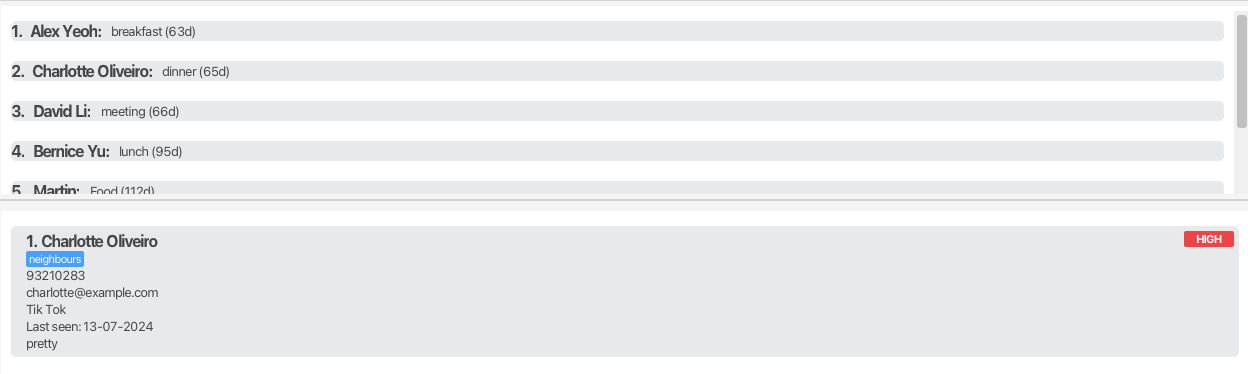 1. Alex Yeoh: breakfast (63d)
2. Charlotte Oliveiro: dinner (65d)
3. David Li: meeting (66d)
4. Bernice Yu: lunch (95d)
5. Martin: Food (112d)
1. Charlotte Oliveiro HIGH
neighbours
93210283
charlotte@example.com
Tik Tok
Last seen: 13-07-2024
pretty